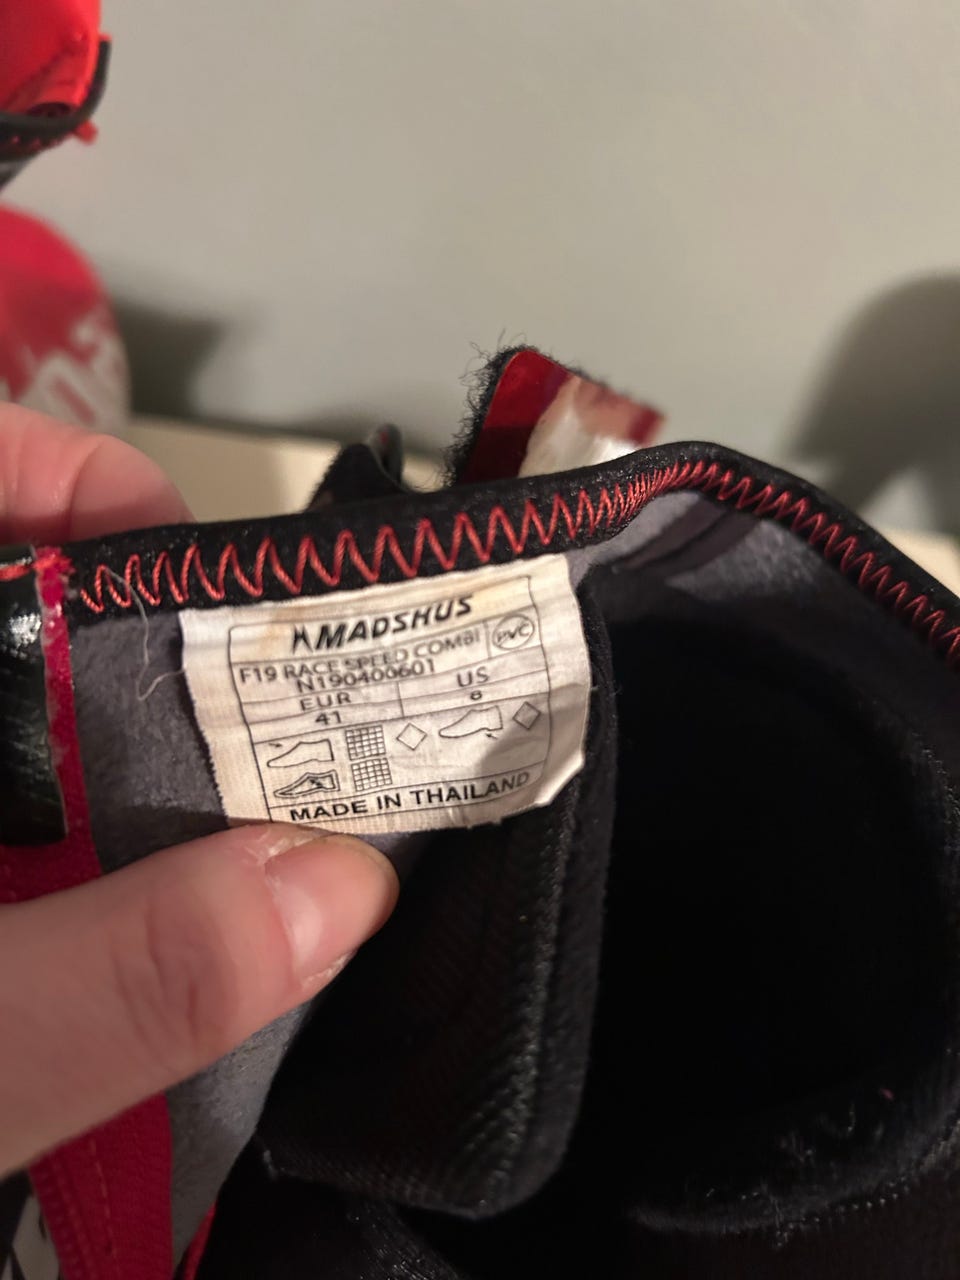 MADSHUS
F19 RACE SPEED COMBI
PVC
N190400601
EUR US
41 8
MADE IN THAILAND